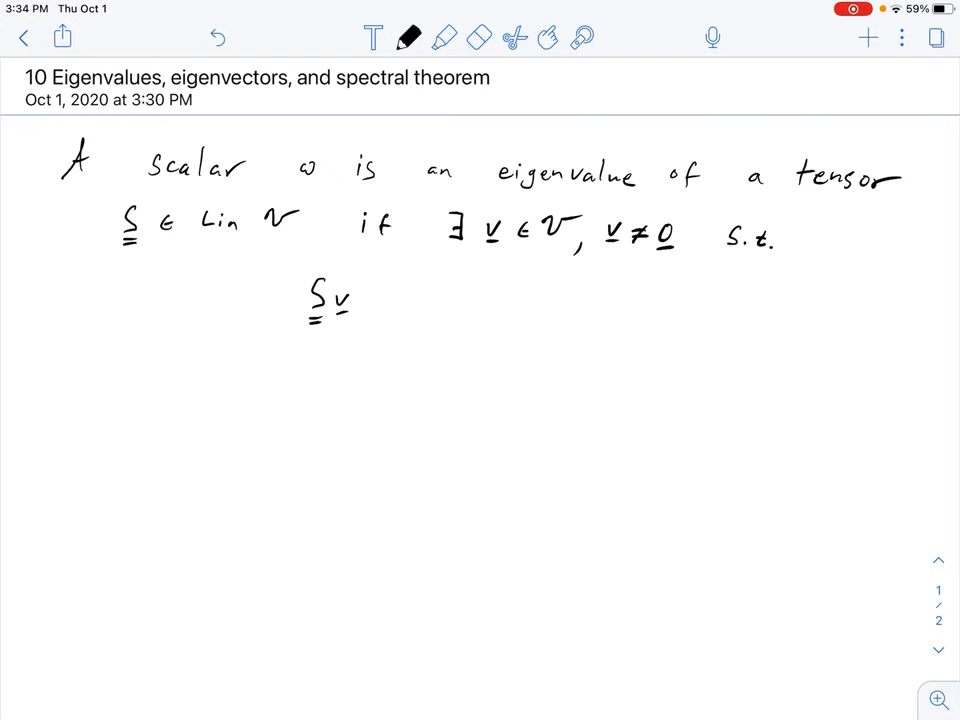 3:34 PM Thu Oct 1
59%
T
10 Eigenvalues, eigenvectors, and spectral theorem
Oct 1, 2020 at 3:30 PM
A scalar ω is an eigenvalue of a tensor
S ∈ Lin V if ∃ v ∈ V, v ≠ 0 s.t.
S v
1
/
2